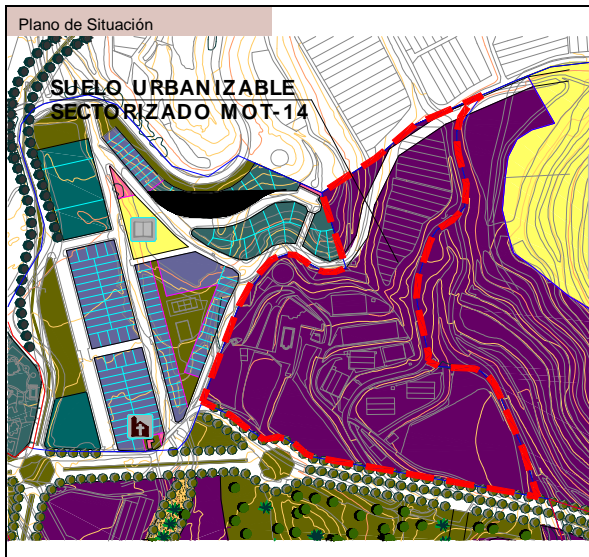 Plano de Situación
SUELO URBANIZABLE
SECTORIZADO MOT-14